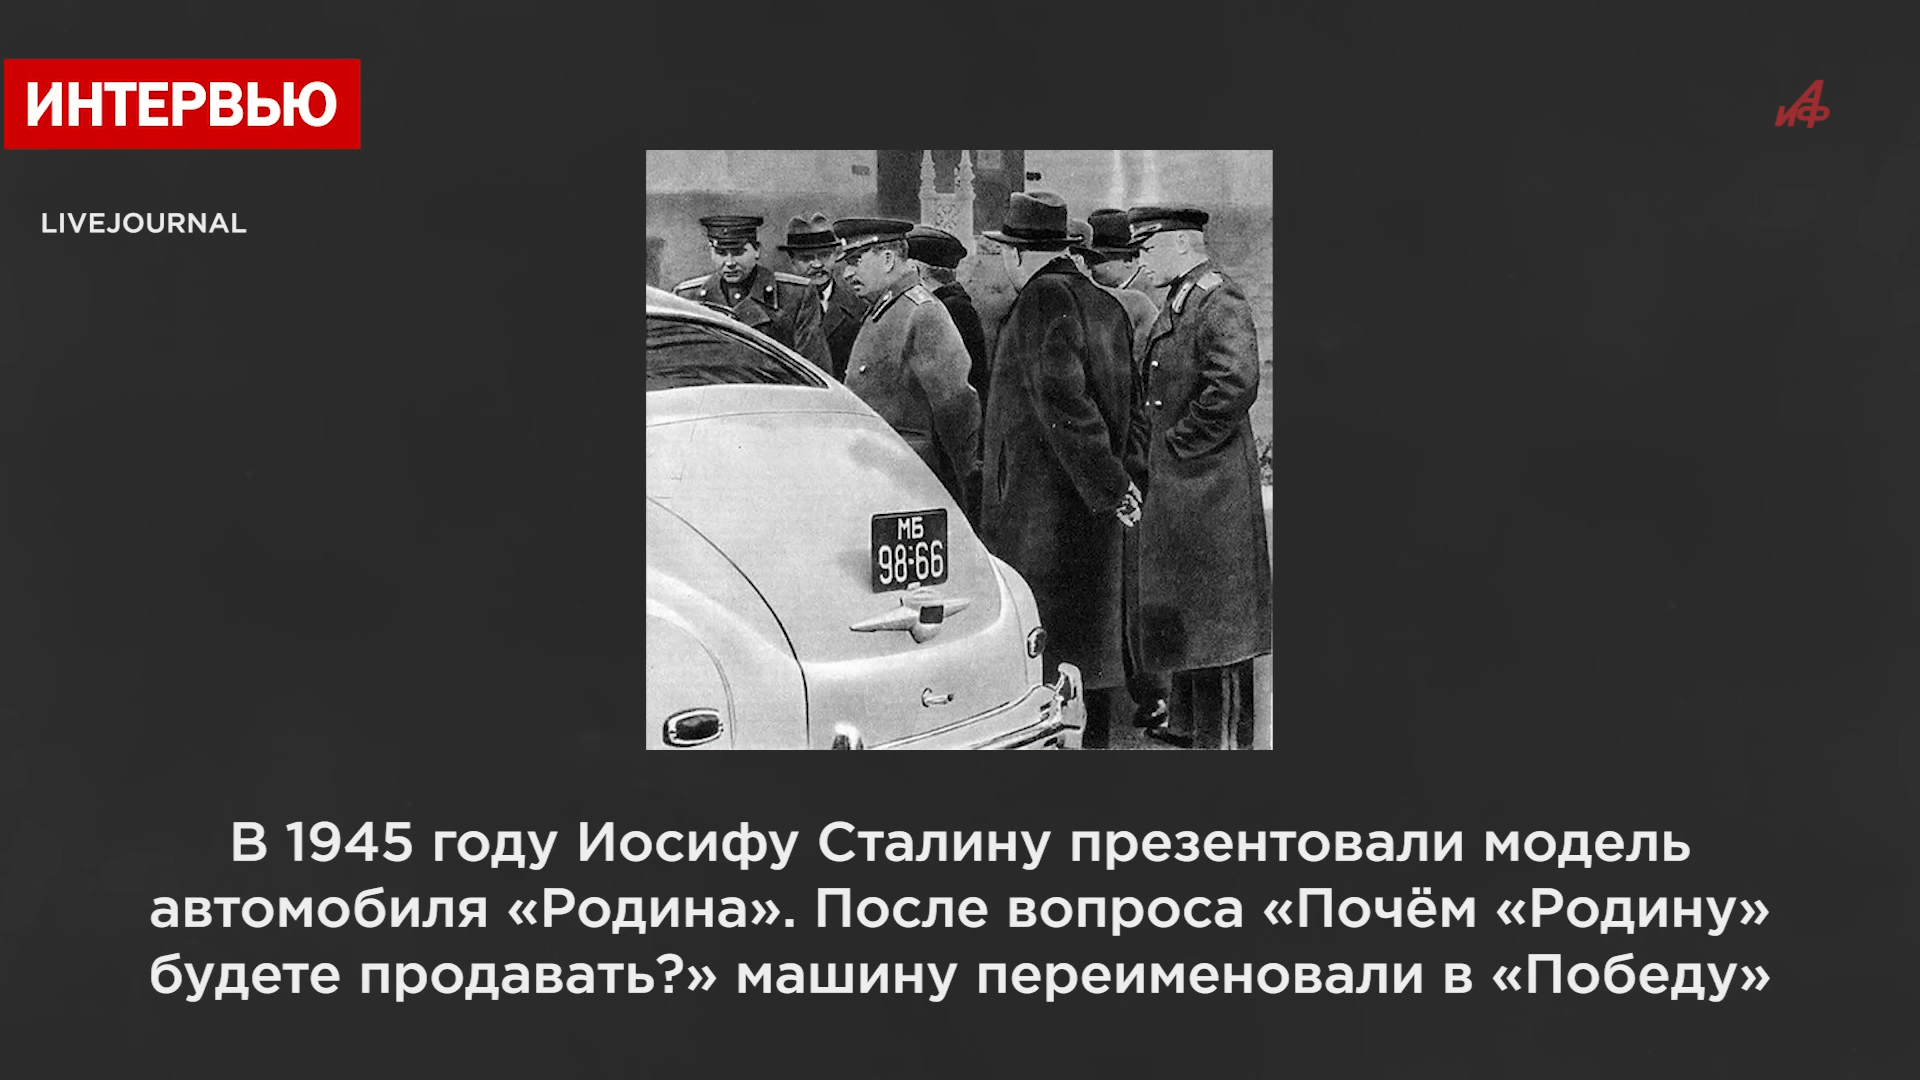 ИНТЕРВЬЮ
АиФ
LIVEJOURNAL
МБ
98-66
В 1945 году Иосифу Сталину презентовали модель
автомобиля «Родина». После вопроса «Почём «Родину»
будете продавать?» машину переименовали в «Победу»